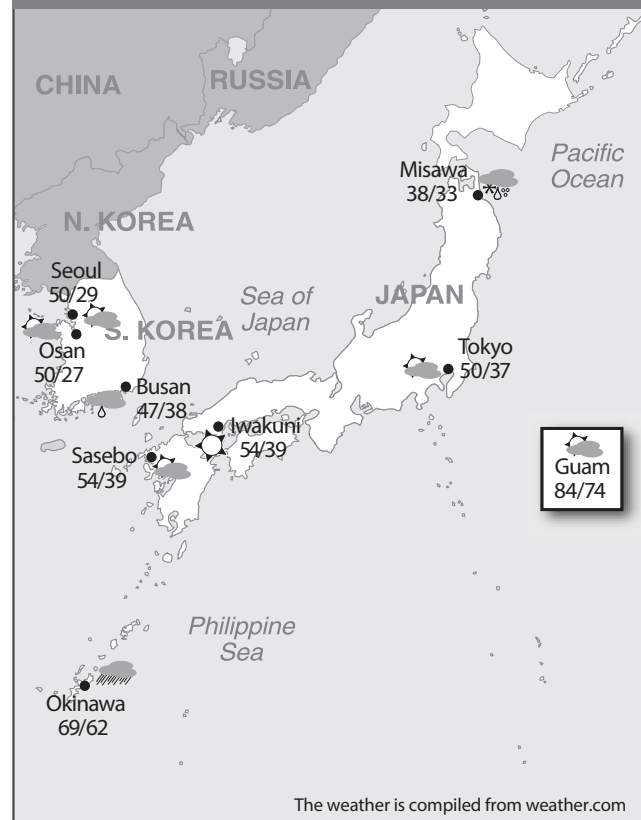 CHINA
RUSSIA
Pacific
Ocean
Misawa
38/33
N. KOREA
Seoul
50/29
Sea of
Japan
JAPAN
S. KOREA
Osan
50/27
Tokyo
50/37
Busan
47/38
Iwakuni
54/39
Sasebo
54/39
Guam
84/74
Philippine
Sea
Okinawa
69/62
The weather is compiled from weather.com